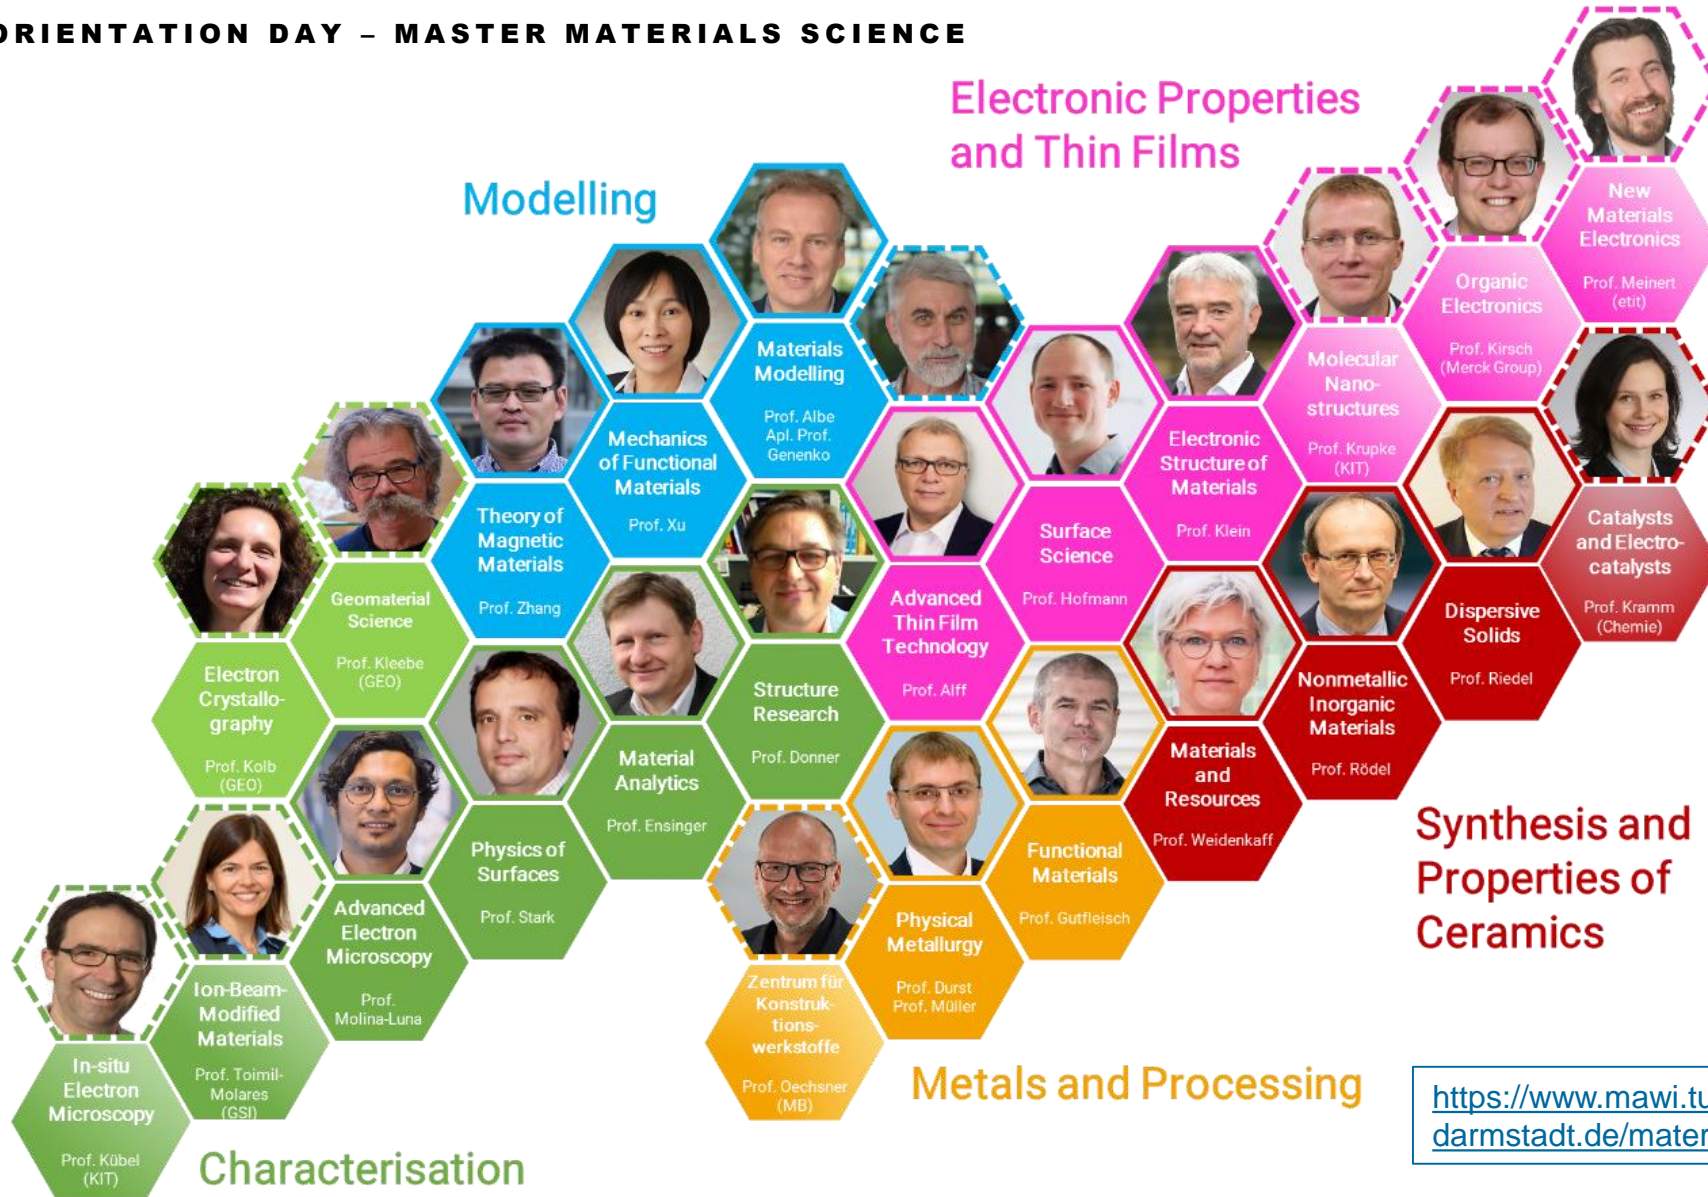 ORIENTATION DAY – MASTER MATERIALS SCIENCE
Electronic Properties
and Thin Films
Modelling
New
Materials
Electronics
Prof. Meinert
(etit)
Organic
Electronics
Prof. Kirsch
(Merck Group)
Molecular
Nano-
structures
Prof. Krupke
(KIT)
Materials
Modelling
Prof. Albe
Apl. Prof.
Genenko
Mechanics
of Functional
Materials
Prof. Xu
Electronic
Structure of
Materials
Prof. Klein
Theory of
Magnetic
Materials
Prof. Zhang
Surface
Science
Prof. Hofmann
Catalysts
and Electro-
catalysts
Prof. Kramm
(Chemie)
Geomaterial
Science
Prof. Kleebe
(GEO)
Advanced
Thin Film
Technology
Prof. Alff
Dispersive
Solids
Prof. Riedel
Electron
Crystallo-
graphy
Prof. Kolb
(GEO)
Structure
Research
Prof. Donner
Nonmetallic
Inorganic
Materials
Prof. Rödel
Material
Analytics
Prof. Ensinger
Materials
and
Resources
Prof. Weidenkaff
Physics of
Surfaces
Prof. Stark
Functional
Materials
Prof. Gutfleisch
Synthesis and
Properties of
Ceramics
Advanced
Electron
Microscopy
Prof.
Molina-Luna
Physical
Metallurgy
Prof. Durst
Prof. Müller
Ion-Beam-
Modified
Materials
Prof. Toimil-
Molares
(GSI)
Zentrum für
Konstruk-
tions-
werkstoffe
Prof. Oechsner
(MB)
In-situ
Electron
Microscopy
Prof. Kübel
(KIT)
Metals and Processing
Characterisation
https://www.mawi.tu
darmstadt.de/mater